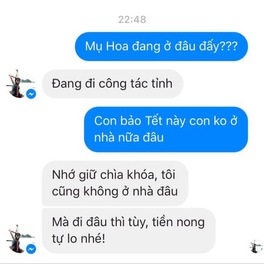 22:48
Mụ Hoa đang ở đâu đấy???
Đang đi công tác tỉnh
Con bảo Tết này con ko ở
nhà nữa đâu
Nhớ giữ chìa khóa, tôi
cũng không ở nhà đâu
Mà đi đâu thì tùy, tiền nong
tự lo nhé!